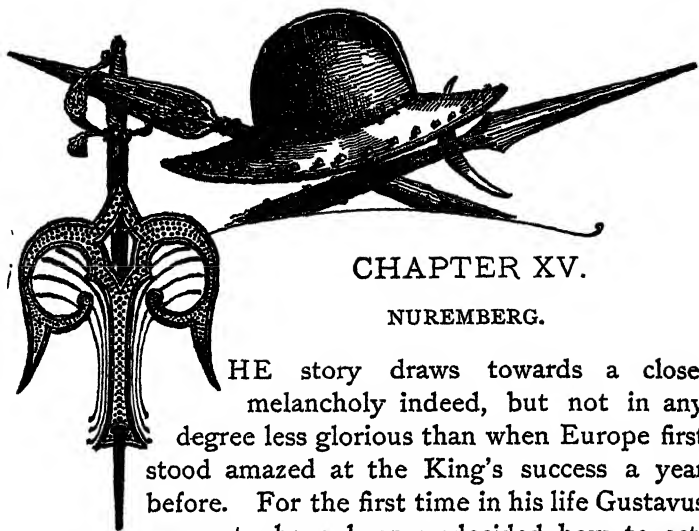 CHAPTER XV.
NUREMBERG.
THE story draws towards a close
melancholy indeed, but not in any
degree less glorious than when Europe first
stood amazed at the King's success a year
before. For the first time in his life Gustavus